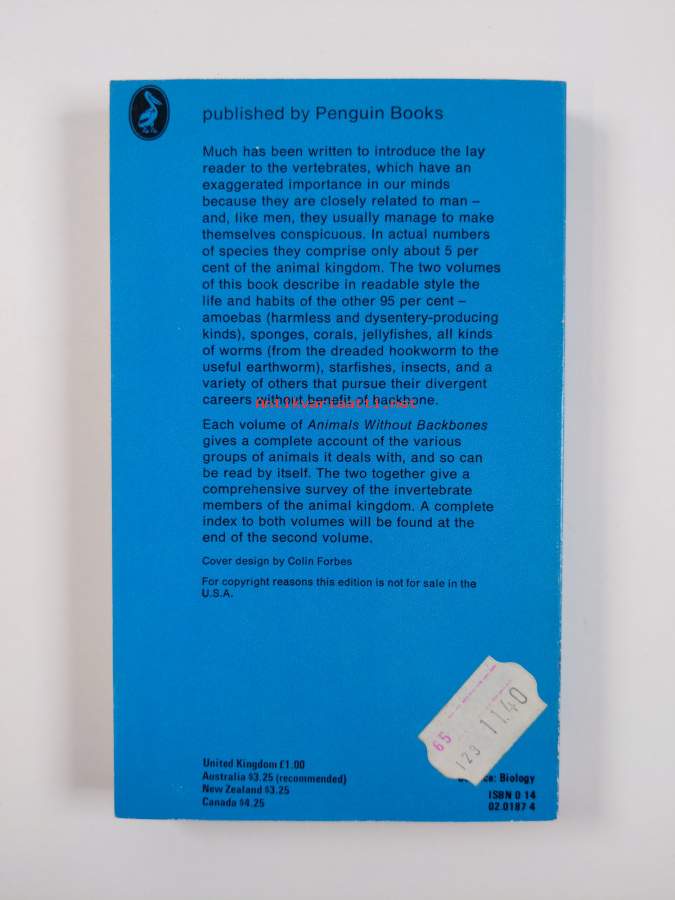 published by Penguin Books
Much has been written to introduce the lay
reader to the vertebrates, which have an
exaggerated importance in our minds
because they are closely related to man –
and, like men, they usually manage to make
themselves conspicuous. In actual numbers
of species they comprise only about 5 per
cent of the animal kingdom. The two volumes
of this book describe in readable style the
life and habits of the other 95 per cent –
amoebas (harmless and dysentery-producing
kinds), sponges, corals, jellyfishes, all kinds
of worms (from the dreaded hookworm to the
useful earthworm), starfishes, insects, and a
variety of others that pursue their divergent
careers without benefit of backbone.
antikvariaatti.net
Each volume of Animals Without Backbones
gives a complete account of the various
groups of animals it deals with, and so can
be read by itself. The two together give a
comprehensive survey of the invertebrate
members of the animal kingdom. A complete
index to both volumes will be found at the
end of the second volume.
Cover design by Colin Forbes
For copyright reasons this edition is not for sale in the
U.S.A.
65
123 11.40
United Kingdom £1.00
Australia $3.25 (recommended)
New Zealand $3.25
Canada $4.25
Biology
ISBN 0 14
02.0187 4